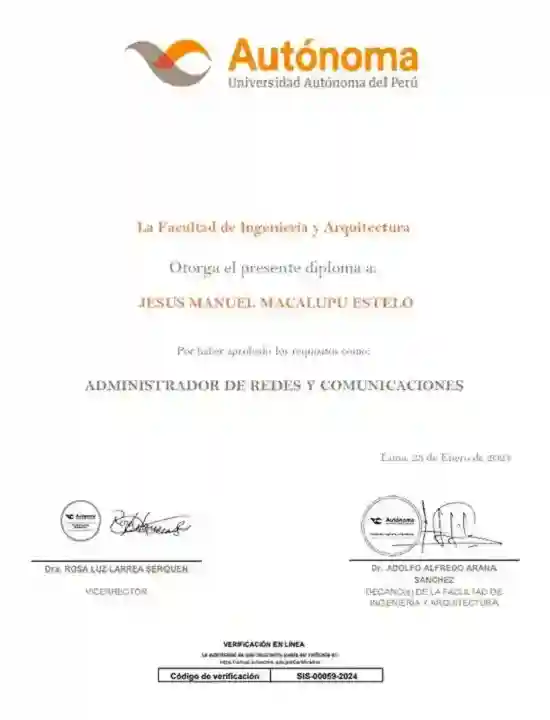 Autónoma
Universidad Autónoma del Perú
La Facultad de Ingeniería y Arquitectura
Otorga el presente diploma a:
JESUS MANUEL MACALUPU ESTELO
Por haber aprobado los requisitos como:
ADMINISTRADOR DE REDES Y COMUNICACIONES
Lima, 23 de Enero de
Autónoma
Autónoma
Dra. ROSA LUZ LARREA SERQUEN
VICERRECTOR
Dr. ADOLFO ALFREDO ARANA
SANCHEZ
DECANO(a) DE LA FACULTAD DE
INGENIERIA Y ARQUITECTURA
VERIFICACIÓN EN LÍNEA
La autenticidad de este documento puede ser verificada en:
Código de verificación SIS-00059-2024